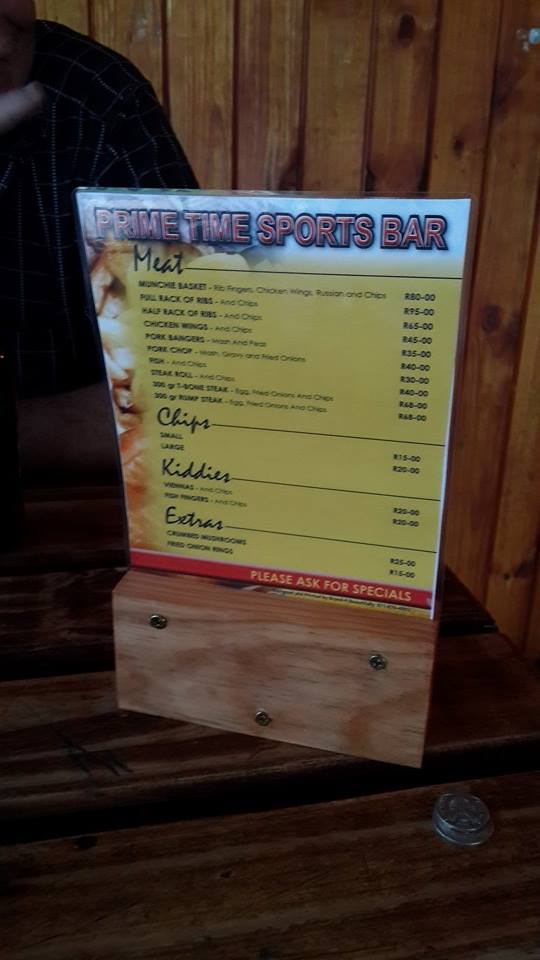 PRIME TIME SPORTS BAR
Meat
MUNCHIE BASKET - Rib Fingers, Chicken Wings, Russian and Chips R80-00
FULL RACK OF RIBS - And Chips R95-00
HALF RACK OF RIBS - And Chips R65-00
CHICKEN WINGS - And Chips R45-00
PORK BANGERS - Mash And Peas R35-00
PORK CHOP - Mash, Gravy and Fried Onions R40-00
FISH - And Chips R30-00
STEAK ROLL - And Chips R40-00
300 gr T-BONE STEAK - Egg, Fried Onions And Chips R68-00
300 gr RUMP STEAK - Egg, Fried Onions And Chips R68-00
Chips
SMALL R15-00
LARGE R20-00
Kiddies
VIENNAS - And Chips R20-00
FISH FINGERS - And Chips R20-00
Extras
CRUMBED MUSHROOMS R25-00
FRIED ONION RINGS R15-00
PLEASE ASK FOR SPECIALS
Designed and Printed by